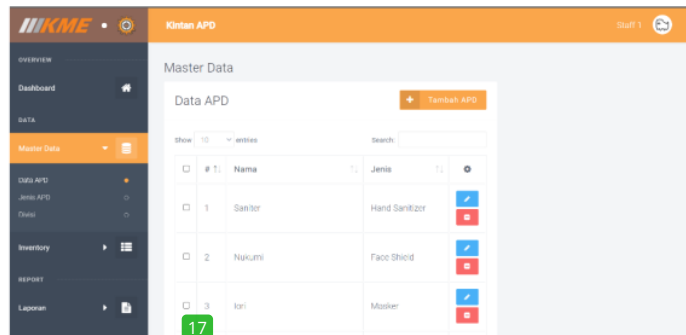 KME
Kintan APD
Staff 1
OVERVIEW
Dashboard
DATA
Master Data
Data APD
Jenis APD
Divisi
Inventory
REPORT
Laporan
Master Data
Data APD
+ Tambah APD
Show 10 entries
Search:
# Nama Jenis
1 Saniter Hand Sanitizer
2 Nukumi Face Shield
3 Iori Masker
17